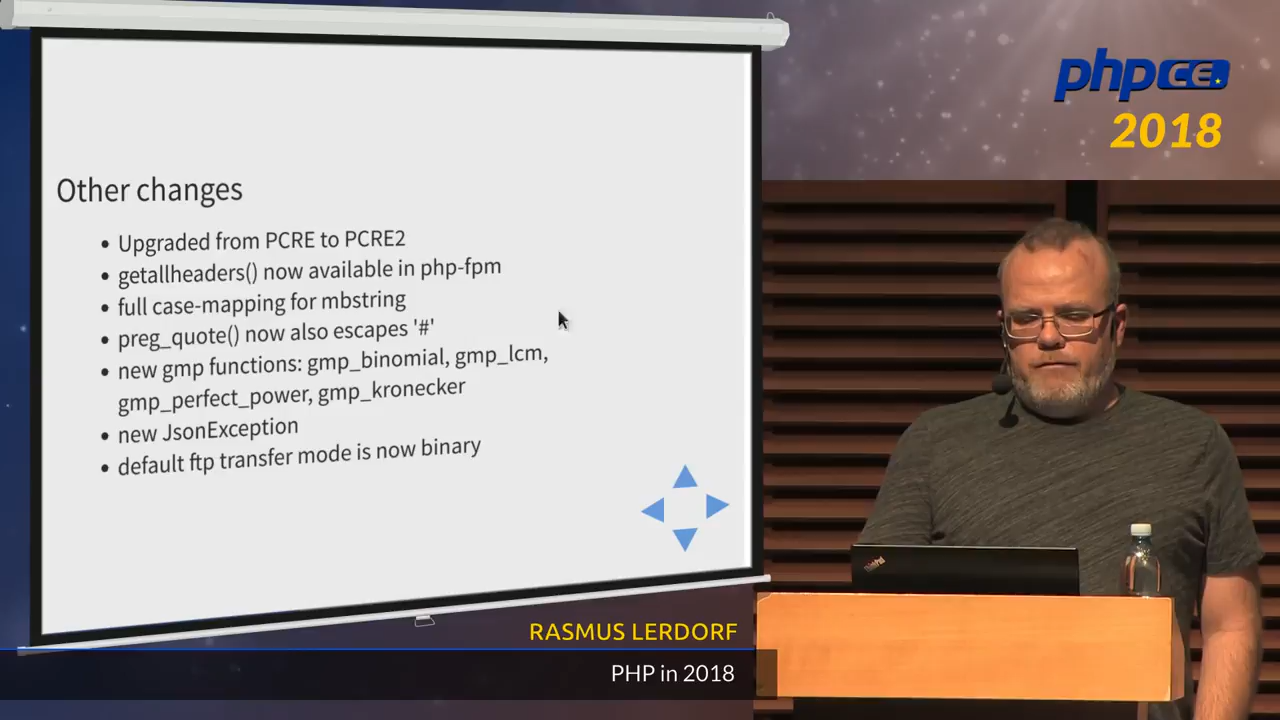 phpCE
2018
Other changes
• Upgraded from PCRE to PCRE2
• getallheaders() now available in php-fpm
• full case-mapping for mbstring
• preg_quote() now also escapes '#'
• new gmp functions: gmp_binomial, gmp_lcm,
gmp_perfect_power, gmp_kronecker
• new JsonException
• default ftp transfer mode is now binary
ThinkPad
RASMUS LERDORF
PHP in 2018